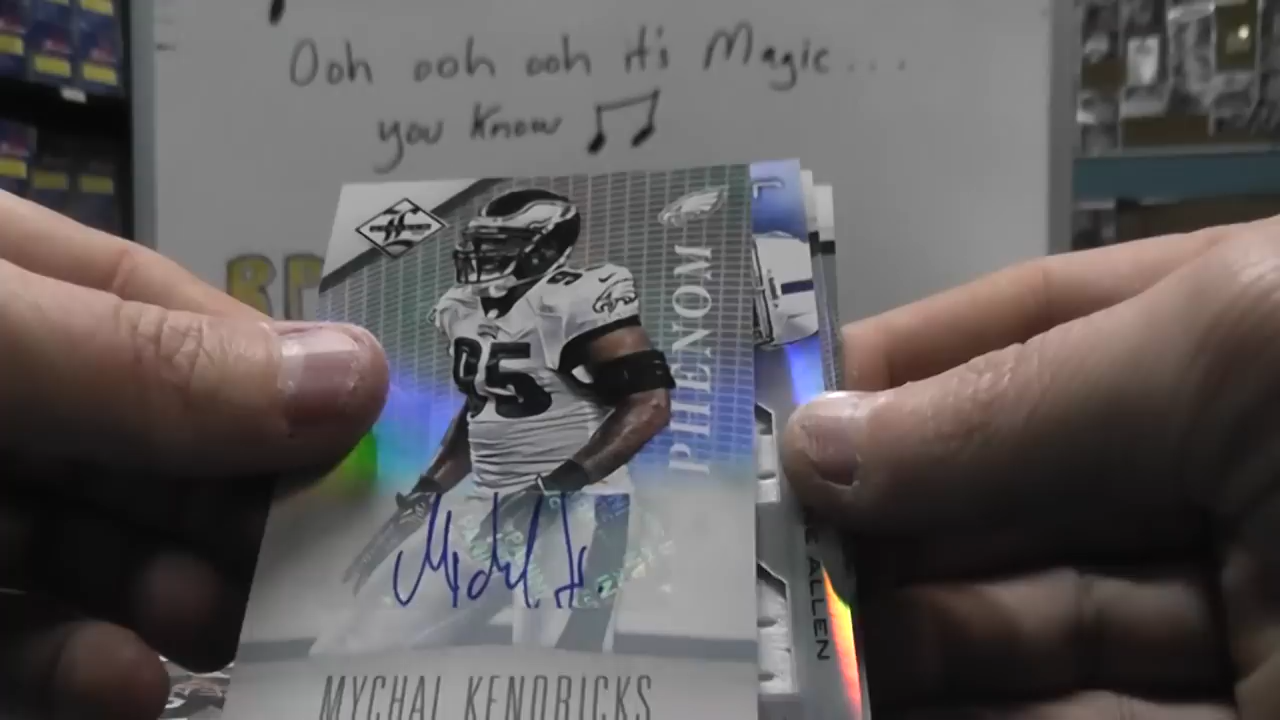 Ooh ooh ooh it's Magic...
you Know
PHENOM
95
MYCHAL KENDRICKS
ALLEN